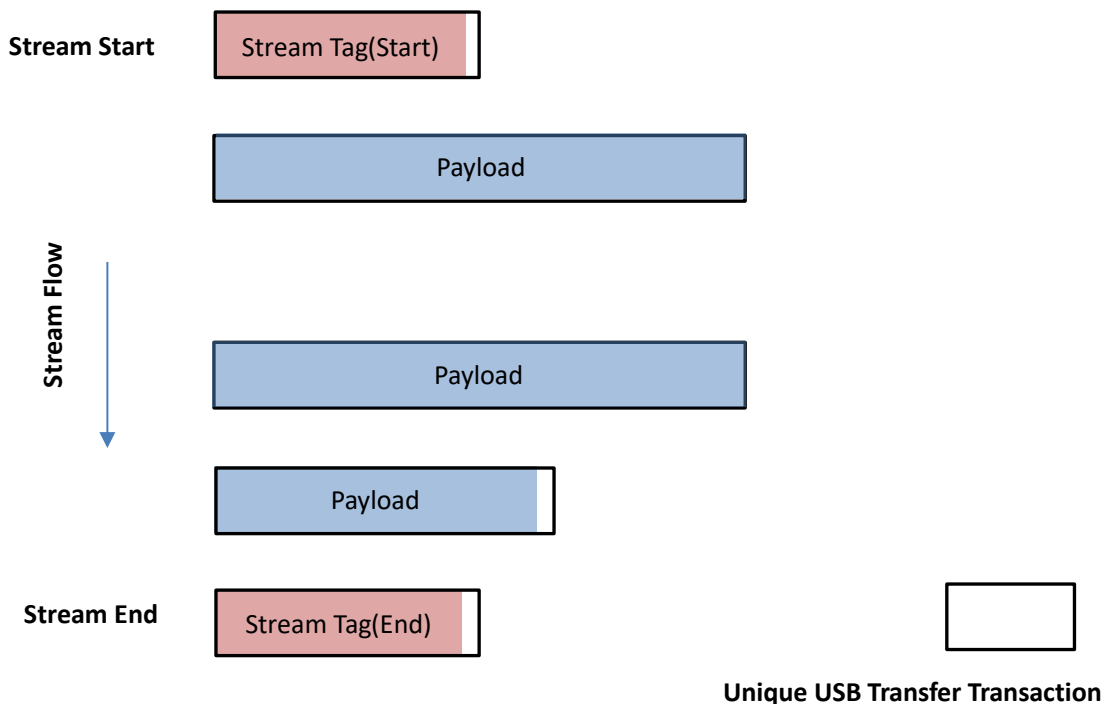 Stream Start
Stream Tag(Start)
Payload
Stream Flow
Payload
Payload
Stream End
Stream Tag(End)
Unique USB Transfer Transaction